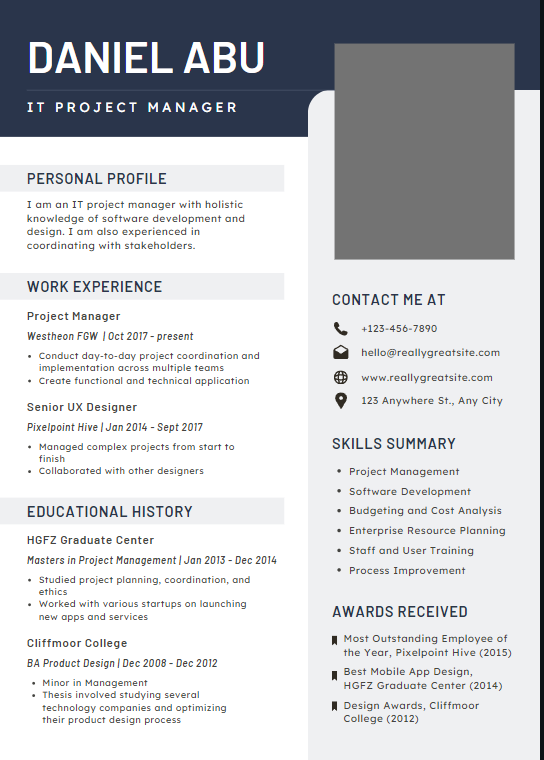 DANIEL ABU
IT PROJECT MANAGER
PERSONAL PROFILE
I am an IT project manager with holistic
knowledge of software development and
design. I am also experienced in
coordinating with stakeholders.
WORK EXPERIENCE
Project Manager
Westheon FGW | Oct 2017 - present
• Conduct day-to-day project coordination and
implementation across multiple teams
• Create functional and technical application
Senior UX Designer
Pixelpoint Hive | Jan 2014 - Sept 2017
• Managed complex projects from start to
finish
• Collaborated with other designers
EDUCATIONAL HISTORY
HGFZ Graduate Center
Masters in Project Management | Jan 2013 - Dec 2014
• Studied project planning, coordination, and
ethics
• Worked with various startups on launching
new apps and services
Cliffmoor College
BA Product Design | Dec 2008 - Dec 2012
• Minor in Management
• Thesis involved studying several
technology companies and optimizing
their product design process
CONTACT ME AT
+123-456-7890
hello@reallygreatsite.com
www.reallygreatsite.com
123 Anywhere St., Any City
SKILLS SUMMARY
• Project Management
• Software Development
• Budgeting and Cost Analysis
• Enterprise Resource Planning
• Staff and User Training
• Process Improvement
AWARDS RECEIVED
Most Outstanding Employee of
the Year, Pixelpoint Hive (2015)
Best Mobile App Design,
HGFZ Graduate Center (2014)
Design Awards, Cliffmoor
College (2012)